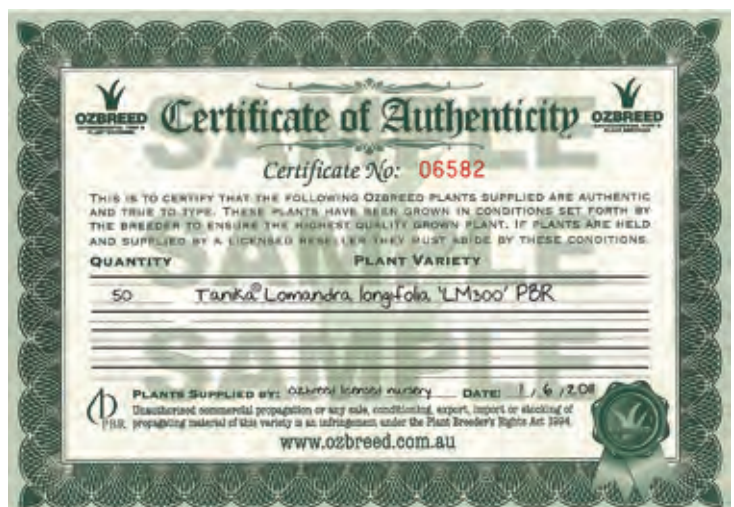 SAMPLE
OZBREED
Certificate of Authenticity
OZBREED
Certificate No: 06582
THIS IS TO CERTIFY THAT THE FOLLOWING OZBREED PLANTS SUPPLIED ARE AUTHENTIC
AND TRUE TO TYPE. THESE PLANTS HAVE BEEN GROWN IN CONDITIONS SET FORTH BY
THE BREEDER TO ENSURE THE HIGHEST QUALITY GROWN PLANT. IF PLANTS ARE HELD
AND SUPPLIED BY A LICENSED RESELLER THEY MUST ABIDE BY THESE CONDITIONS.
QUANTITY PLANT VARIETY
50 Tanika® Lomandra longifolia 'LM300' PBR
SAMPLE
PLANTS SUPPLIED BY: Ozbreed licensed nursery DATE: 1 / 6 / 2011
PBR
Unauthorised commercial propagation or any sale, conditioning, export, import or stocking of
propagating material of this variety is an infringement under the Plant Breeder's Rights Act 1994.
www.ozbreed.com.au